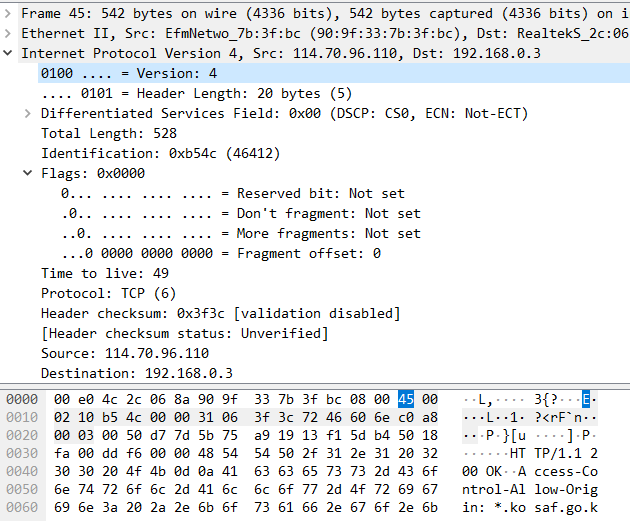 Frame 45: 542 bytes on wire (4336 bits), 542 bytes captured (4336 bits) on i
Ethernet II, Src: EfmNetwo_7b:3f:bc (90:9f:33:7b:3f:bc), Dst: RealtekS_2c:06
Internet Protocol Version 4, Src: 114.70.96.110, Dst: 192.168.0.3
0100 .... = Version: 4
.... 0101 = Header Length: 20 bytes (5)
Differentiated Services Field: 0x00 (DSCP: CS0, ECN: Not-ECT)
Total Length: 528
Identification: 0xb54c (46412)
Flags: 0x0000
0... .... .... .... = Reserved bit: Not set
.0.. .... .... .... = Don't fragment: Not set
..0. .... .... .... = More fragments: Not set
...0 0000 0000 0000 = Fragment offset: 0
Time to live: 49
Protocol: TCP (6)
Header checksum: 0x3f3c [validation disabled]
[Header checksum status: Unverified]
Source: 114.70.96.110
Destination: 192.168.0.3
0000 00 e0 4c 2c 06 8a 90 9f 33 7b 3f bc 08 00 45 00 ··L,···· 3{?···E·
0010 02 10 b5 4c 00 00 31 06 3f 3c 72 46 60 6e c0 a8 ···L··1· ?<rF`n··
0020 00 03 00 50 d7 7d 5b 75 a9 19 13 f1 5d b4 50 18 ···P·}[u ····]·P·
0030 fa 00 dd f6 00 00 48 54 54 50 2f 31 2e 31 20 32 ······HT TP/1.1 2
0040 30 30 20 4f 4b 0d 0a 41 63 63 65 73 73 2d 43 6f 00 OK··A ccess-Co
0050 6e 74 72 6f 6c 2d 41 6c 6c 6f 77 2d 4f 72 69 67 ntrol-Al low-Orig
0060 69 6e 3a 20 2a 2e 6b 6f 73 61 66 2e 67 6f 2e 6b in: *.ko saf.go.k